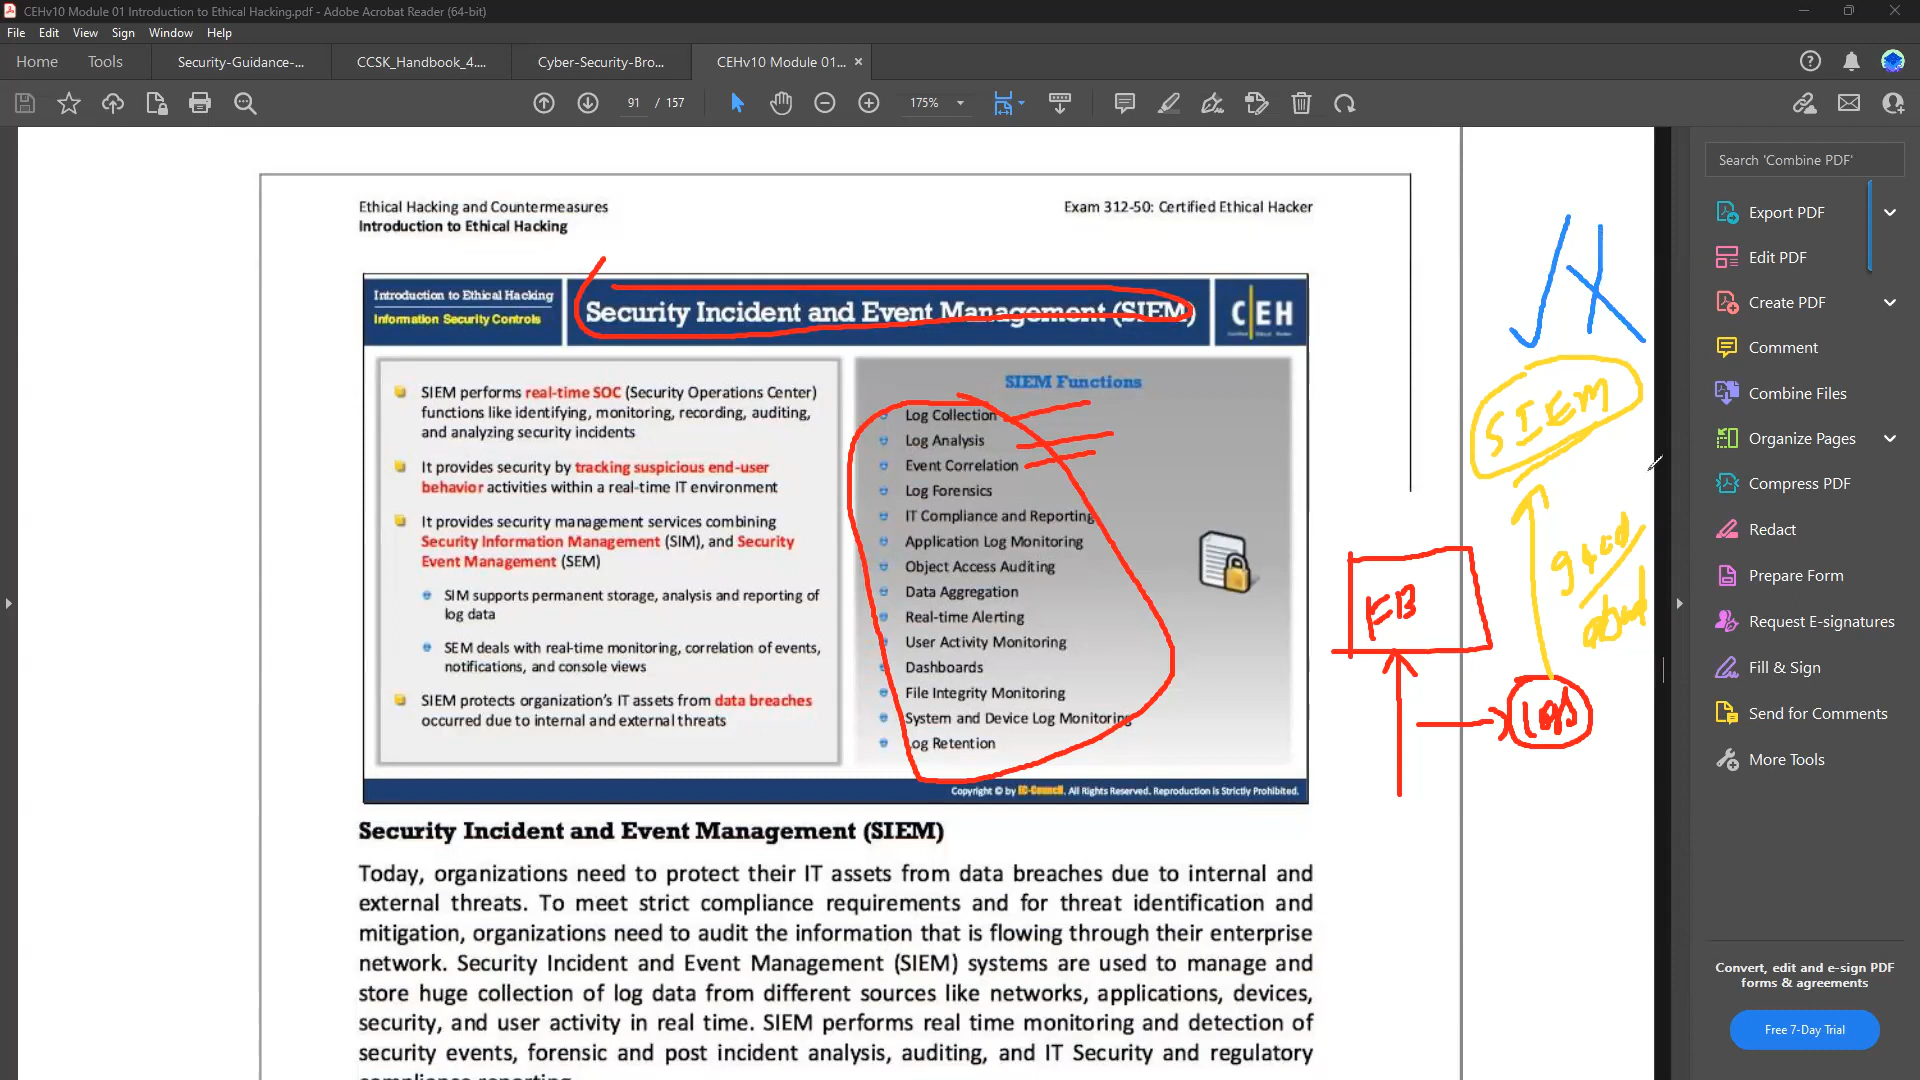 CEHv10 Module 01 Introduction to Ethical Hacking.pdf - Adobe Acrobat Reader (64-bit)
File Edit View Sign Window Help
Home Tools Security-Guidance-... CCSK_Handbook_4.... Cyber-Security-Bro... CEHv10 Module 01... ×
91 / 157 175%
Search 'Combine PDF'
Export PDF
Edit PDF
Create PDF
Comment
Combine Files
Organize Pages
Compress PDF
Redact
Prepare Form
Request E-signatures
Fill & Sign
Send for Comments
More Tools
Convert, edit and e-sign PDF
forms & agreements
Free 7-Day Trial
Ethical Hacking and Countermeasures
Introduction to Ethical Hacking
Exam 312-50: Certified Ethical Hacker
Introduction to Ethical Hacking
Information Security Controls
Security Incident and Event Management (SIEM)
CEH
SIEM performs real-time SOC (Security Operations Center)
functions like identifying, monitoring, recording, auditing,
and analyzing security incidents
It provides security by tracking suspicious end-user
behavior activities within a real-time IT environment
It provides security management services combining
Security Information Management (SIM), and Security
Event Management (SEM)
SIM supports permanent storage, analysis and reporting of
log data
SEM deals with real-time monitoring, correlation of events,
notifications, and console views
SIEM protects organization's IT assets from data breaches
occurred due to internal and external threats
SIEM Functions
Log Collection
Log Analysis
Event Correlation
Log Forensics
IT Compliance and Reporting
Application Log Monitoring
Object Access Auditing
Data Aggregation
Real-time Alerting
User Activity Monitoring
Dashboards
File Integrity Monitoring
System and Device Log Monitoring
Log Retention
Copyright © by EC-Council. All Rights Reserved. Reproduction is Strictly Prohibited.
SIEM
FB
Security Incident and Event Management (SIEM)
Today, organizations need to protect their IT assets from data breaches due to internal and
external threats. To meet strict compliance requirements and for threat identification and
mitigation, organizations need to audit the information that is flowing through their enterprise
network. Security Incident and Event Management (SIEM) systems are used to manage and
store huge collection of log data from different sources like networks, applications, devices,
security, and user activity in real time. SIEM performs real time monitoring and detection of
security events, forensic and post incident analysis, auditing, and IT Security and regulatory
compliance reporting.